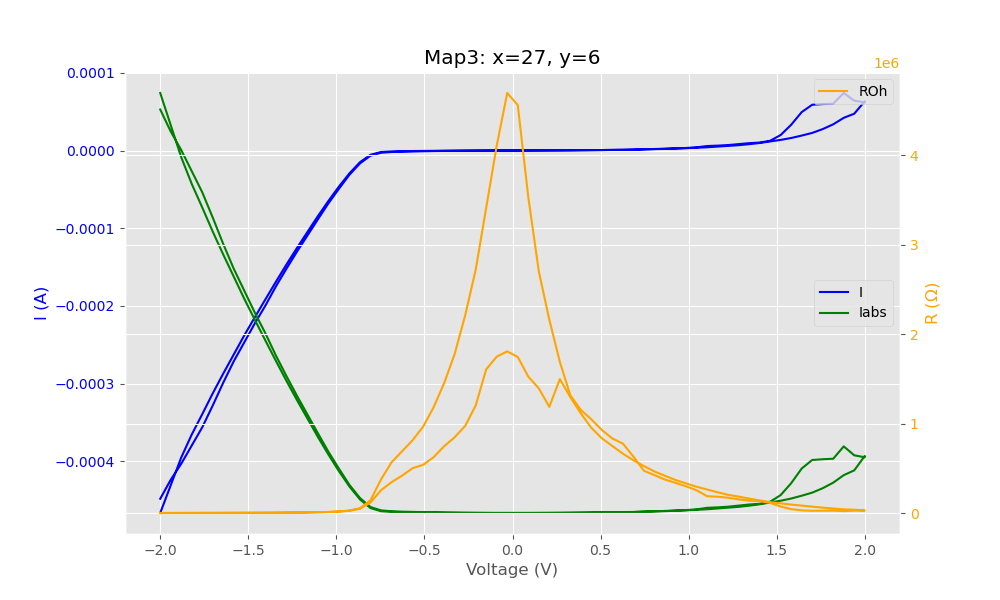 Map3: x=27, y=6
1e6
0.0001
0.0000
−0.0001
−0.0002
−0.0003
−0.0004
I (A)
ROh
I
Iabs
4
3
2
1
0
R (Ω)
−2.0
−1.5
−1.0
−0.5
0.0
0.5
1.0
1.5
2.0
Voltage (V)